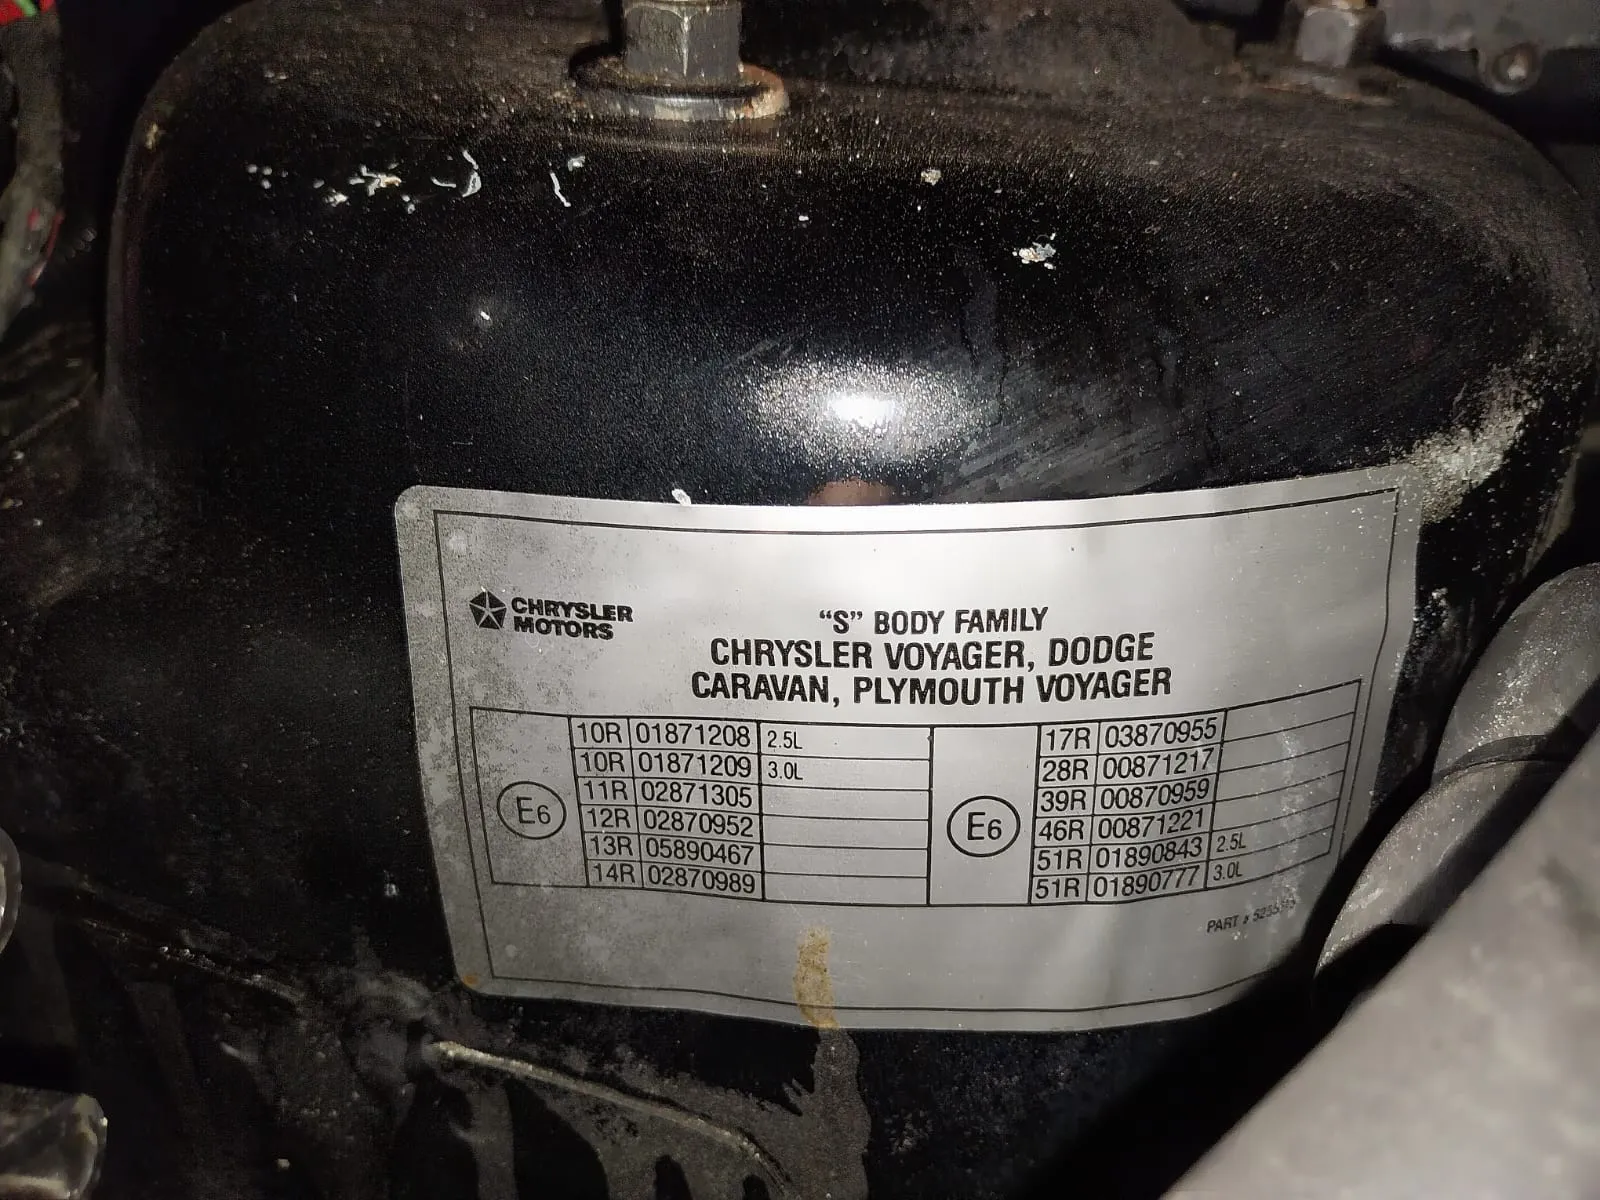 CHRYSLER
MOTORS
“S” BODY FAMILY
CHRYSLER VOYAGER, DODGE
CARAVAN, PLYMOUTH VOYAGER
E6
10R 01871208 2.5L
10R 01871209 3.0L
11R 02871305
12R 02870952
13R 05890467
14R 02870989
E6
17R 03870955
28R 00871217
39R 00870959
46R 00871221
51R 01890843 2.5L
51R 01890777 3.0L
PART #